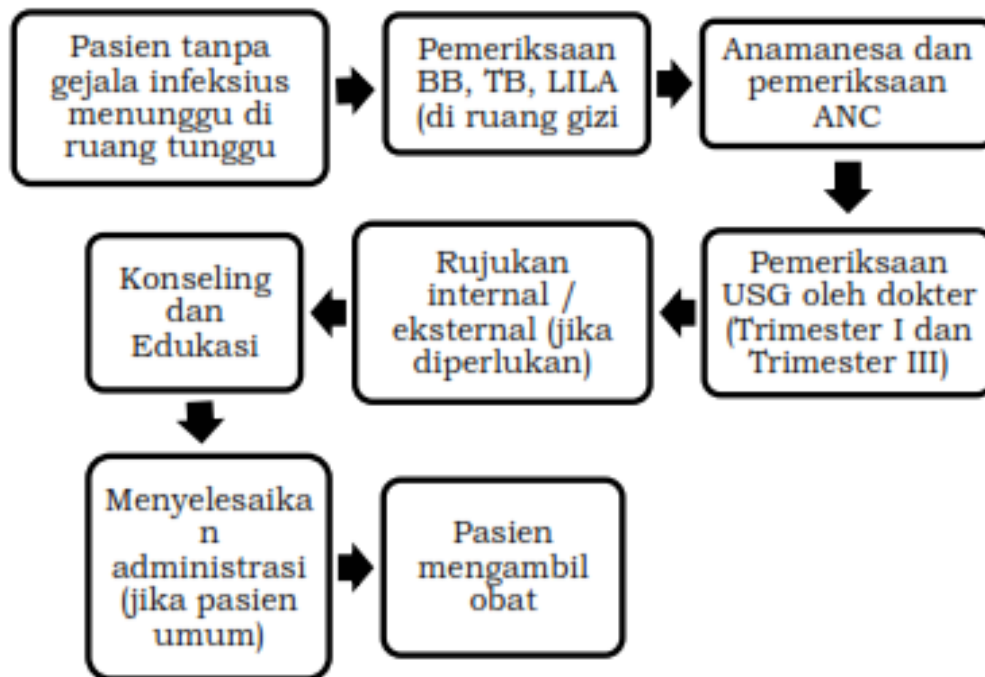 Pasien tanpa
gejala infeksius
menunggu di
ruang tunggu
Pemeriksaan
BB, TB, LILA
(di ruang gizi
Anamanesa dan
pemeriksaan
ANC
Pemeriksaan
USG oleh dokter
(Trimester I dan
Trimester III)
Rujukan
internal /
eksternal (jika
diperlukan)
Konseling
dan
Edukasi
Menyelesaika
n
administrasi
(jika pasien
umum)
Pasien
mengambil
obat